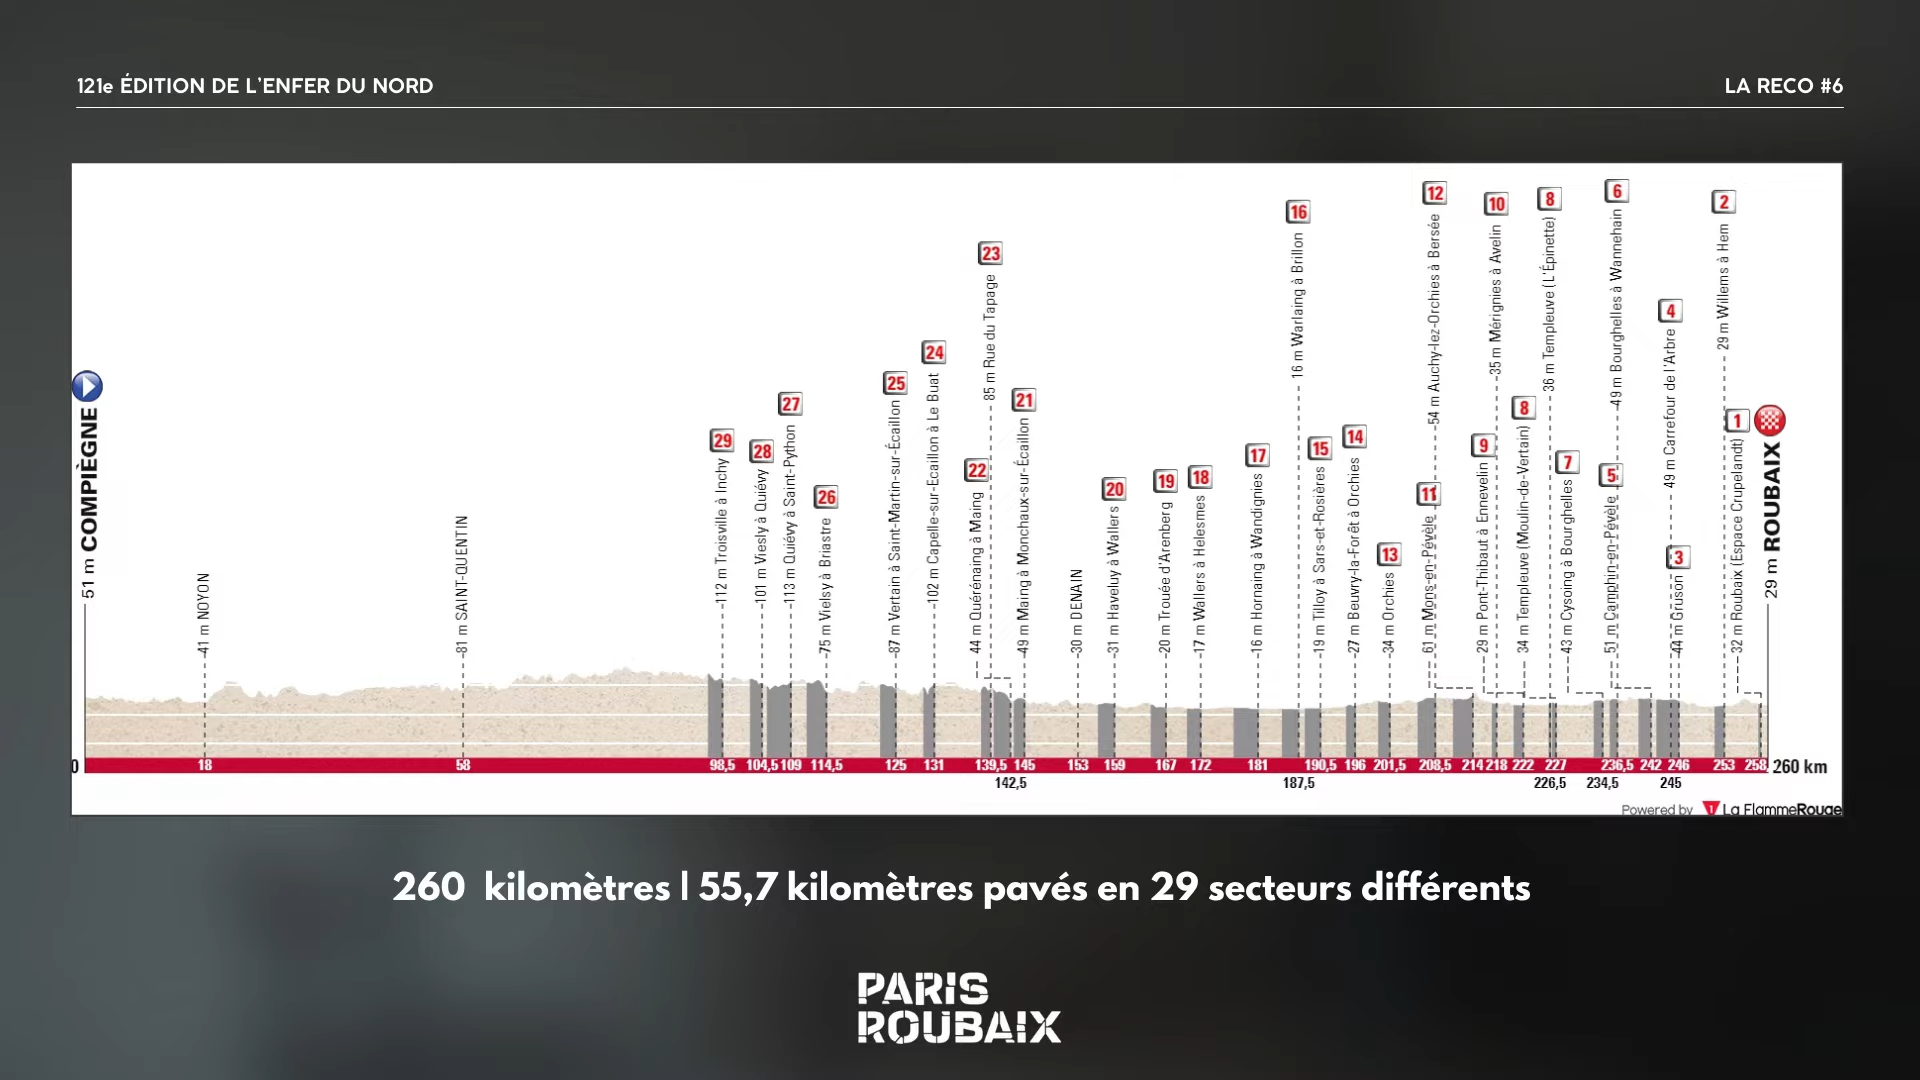 121e ÉDITION DE L'ENFER DU NORD
LA RECO #6
51 m COMPIÈGNE
41 m NOYON
81 m SAINT-QUENTIN
29
112 m Troisville à Inchy
28
101 m Viesly à Quiévy
27
113 m Quiévy à Saint-Python
26
75 m Vielsy à Briastre
25
87 m Vertain à Saint-Martin-sur-Écaillon
24
102 m Capelle-sur-Ecaillon à Le Buat
22
44 m Quérénaing à Maing
23
85 m Rue du Tapage
21
49 m Maing à Monchaux-sur-Écaillon
30 m DENAIN
20
31 m Haveluy à Wallers
19
20 m Trouée d'Arenberg
18
17 m Wallers à Helesmes
17
16 m Hornaing à Wandignies
16
16 m Warlaing à Brillon
15
19 m Tilloy à Sars-et-Rosières
14
27 m Beuvry-la-Forêt à Orchies
13
34 m Orchies
12
54 m Auchy-lez-Orchies à Bersée
11
61 m Mons-en-Pévèle
9
29 m Pont-Thibaut à Ennevelin
10
35 m Mérignies à Avelin
8
34 m Templeuve (Moulin-de-Vertain)
8
36 m Templeuve (L'Épinette)
7
43 m Cysoing à Bourghelles
5
51 m Camphin-en-Pévèle
6
49 m Bourghelles à Wannehain
4
49 m Carrefour de l'Arbre
3
44 m Gruson
2
29 m Willems à Hem
1
32 m Roubaix (Espace Crupelandt)
29 m ROUBAIX
0 18 58 98,5 104,5 109 114,5 125 131 139,5 145 153 159 167 172 181 190,5 196 201,5 208,5 214 218 222 227 236,5 242 246 253 258, 260 km
142,5 187,5 226,5 234,5 245
Powered by La FlammeRouge
260 kilomètres | 55,7 kilomètres pavés en 29 secteurs différents
PARIS
ROUBAIX